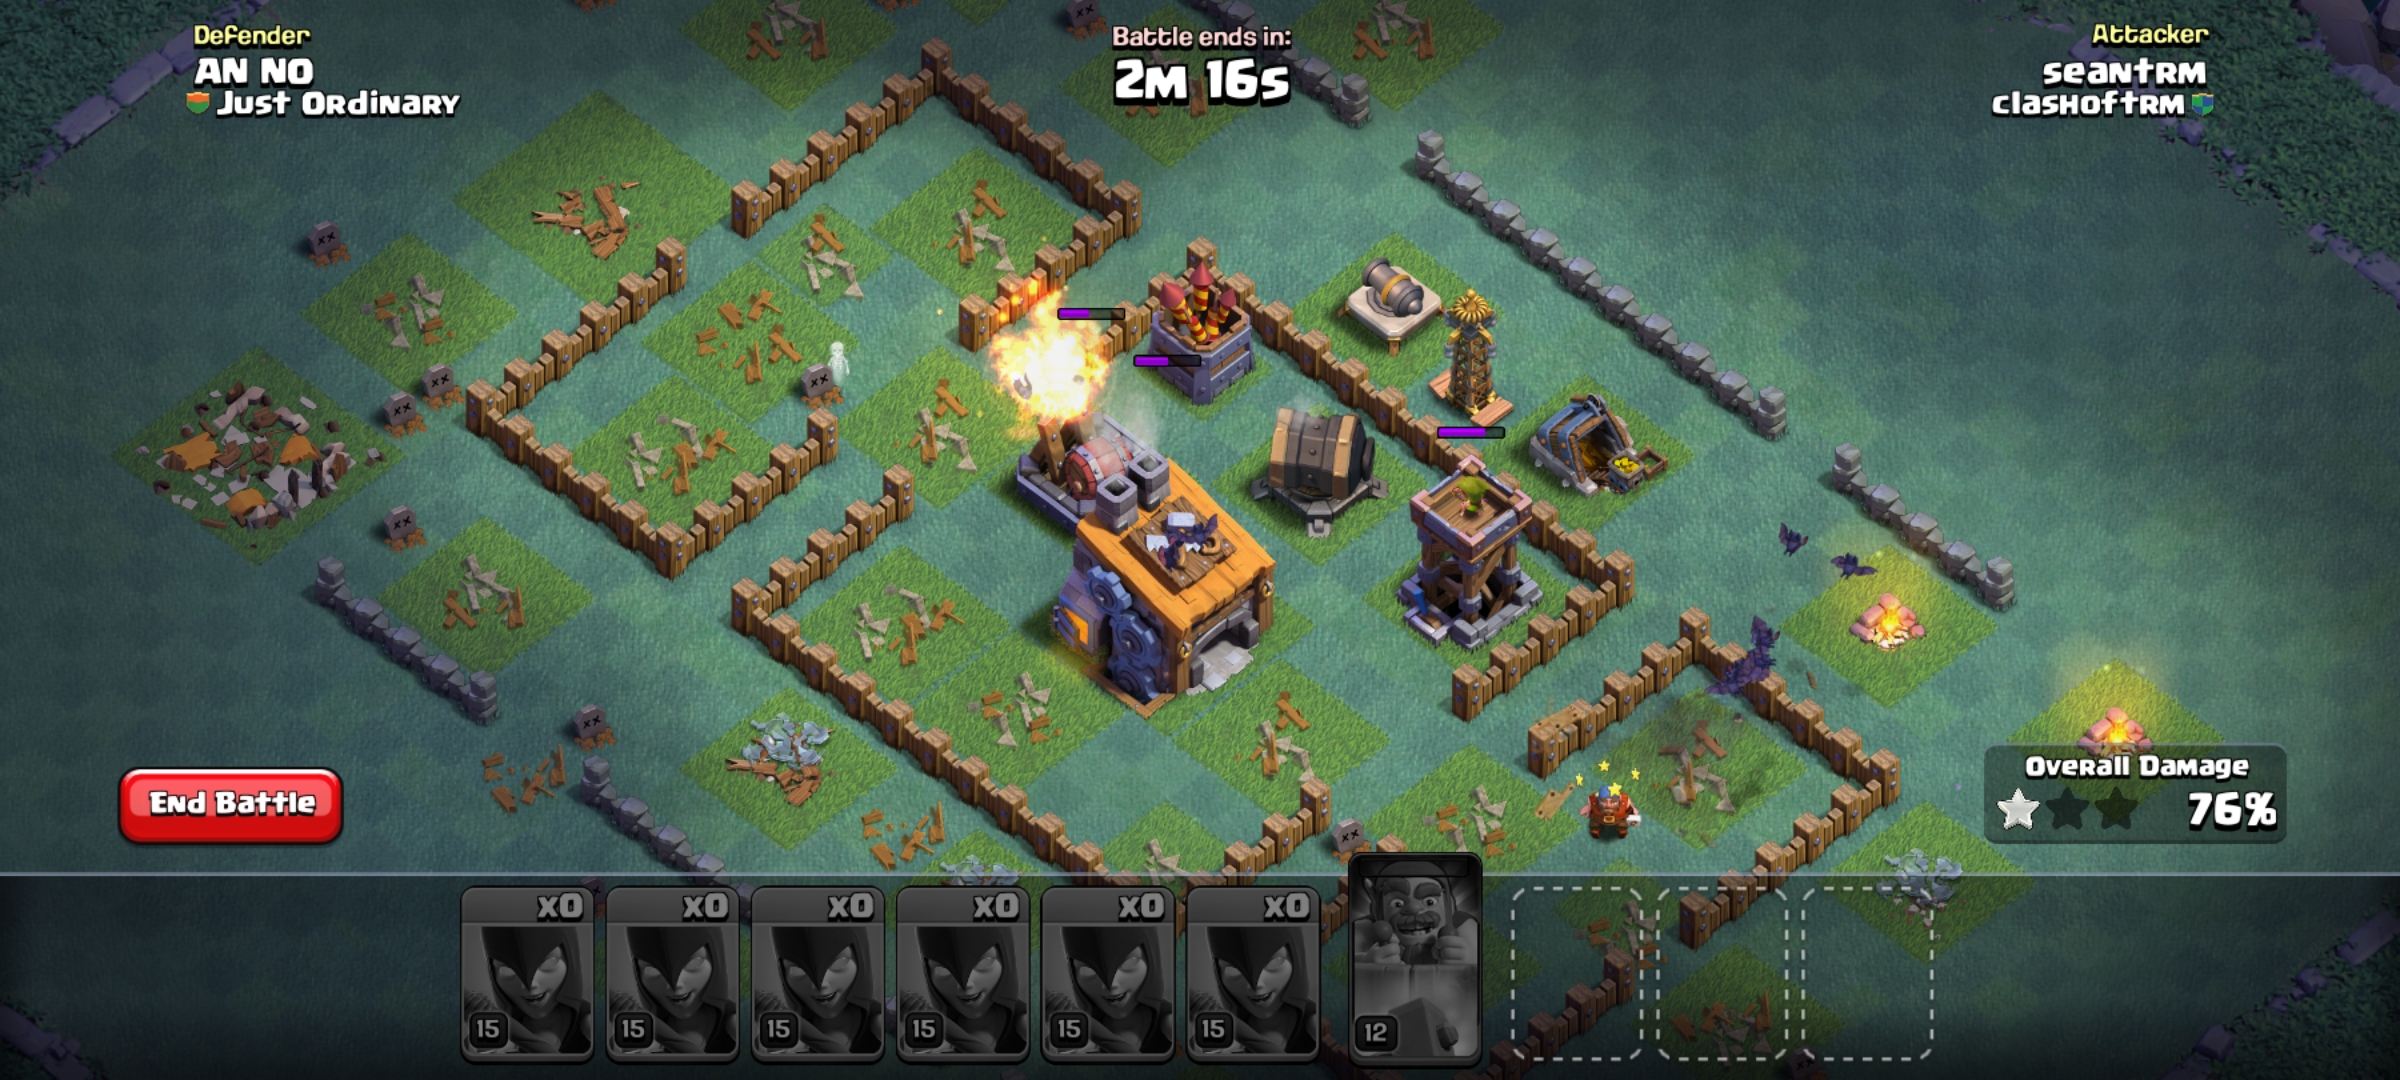 Defender
AN NO
Just Ordinary
Battle ends in:
2M 16s
Attacker
seantRM
clashoftRM
End Battle
Overall Damage
76%
x0
x0
x0
x0
x0
x0
15
15
15
15
15
15
12